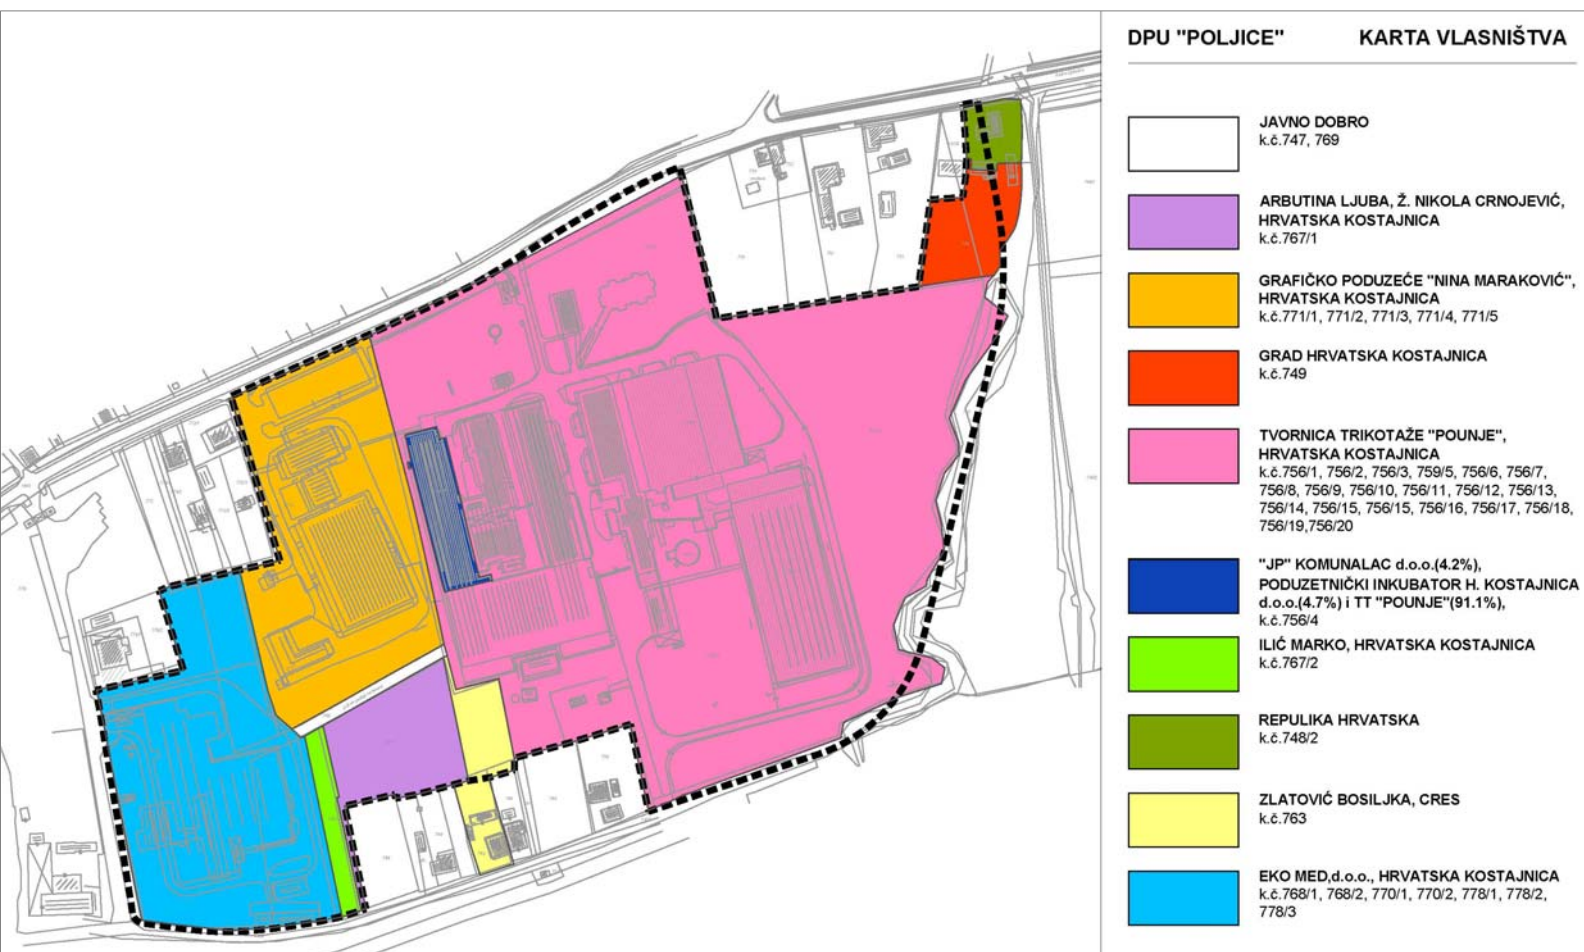 DPU "POLJICE" KARTA VLASNIŠTVA
JAVNO DOBRO
k.č.747, 769
ARBUTINA LJUBA, Ž. NIKOLA CRNOJEVIĆ,
HRVATSKA KOSTAJNICA
k.č.767/1
GRAFIČKO PODUZEĆE "NINA MARAKOVIĆ",
HRVATSKA KOSTAJNICA
k.č.771/1, 771/2, 771/3, 771/4, 771/5
GRAD HRVATSKA KOSTAJNICA
k.č.749
TVORNICA TRIKOTAŽE "POUNJE",
HRVATSKA KOSTAJNICA
k.č.756/1, 756/2, 756/3, 759/5, 756/6, 756/7,
756/8, 756/9, 756/10, 756/11, 756/12, 756/13,
756/14, 756/15, 756/15, 756/16, 756/17, 756/18,
756/19,756/20
"JP" KOMUNALAC d.o.o.(4.2%),
PODUZETNIČKI INKUBATOR H. KOSTAJNICA
d.o.o.(4.7%) i TT "POUNJE"(91.1%),
k.č.756/4
ILIĆ MARKO, HRVATSKA KOSTAJNICA
k.č.767/2
REPULIKA HRVATSKA
k.č.748/2
ZLATOVIĆ BOSILJKA, CRES
k.č.763
EKO MED,d.o.o., HRVATSKA KOSTAJNICA
k.č.768/1, 768/2, 770/1, 770/2, 778/1, 778/2,
778/3